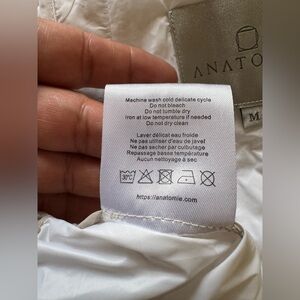 ANATO
M
Machine wash cold delicate cycle
Do not bleach
Do not tumble dry
Iron at low temperature if needed
Do not dry clean
Laver délicat eau froide
Ne pas utiliser d'eau de javel
Ne pas secher par culbutage
Repassage basse température
Aucun nettoyage à sec
30°C
https://anatomie.com